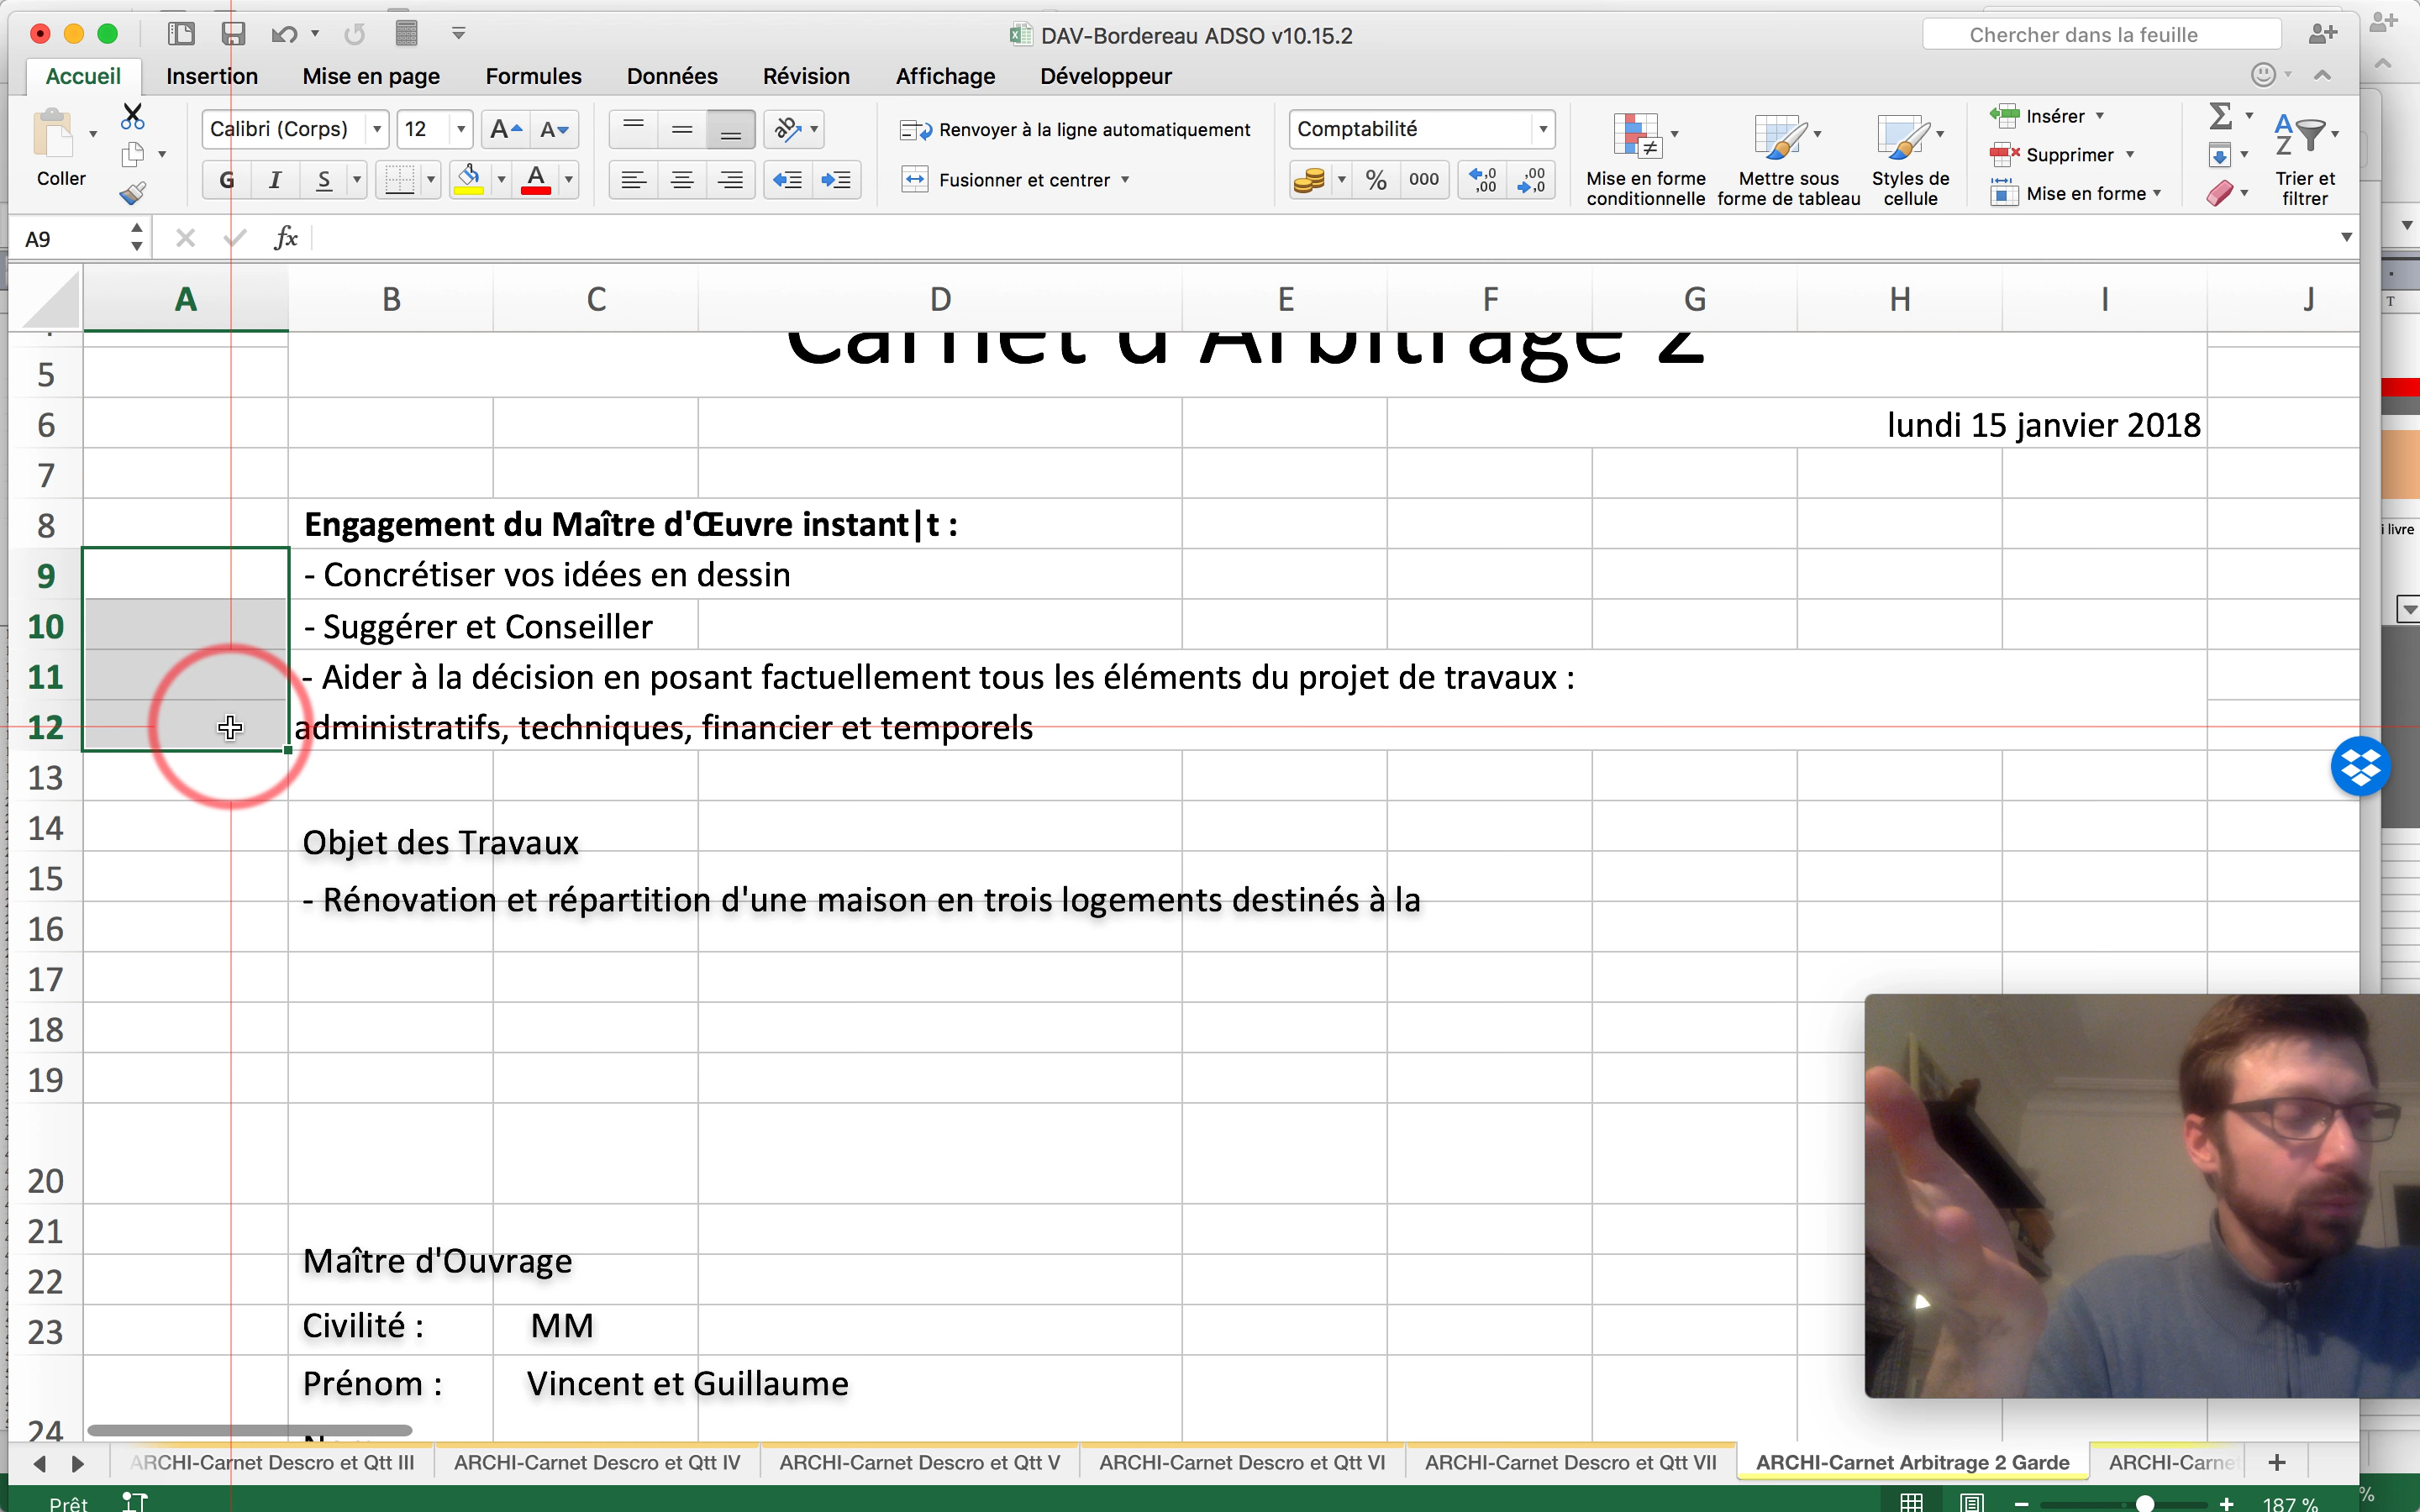 DAV-Bordereau ADSO v10.15.2
Chercher dans la feuille
Accueil Insertion Mise en page Formules Données Révision Affichage Développeur
Coller
Calibri (Corps) 12
G I S
Renvoyer à la ligne automatiquement
Fusionner et centrer
Comptabilité
% 000
Mise en forme conditionnelle
Mettre sous forme de tableau
Styles de cellule
Insérer
Supprimer
Mise en forme
Trier et filtrer
A9 fx
A B C D E F G H I J
Carnet d'Arbitrage 2
5
6 lundi 15 janvier 2018
7
8 Engagement du Maître d'Œuvre instant|t :
9 - Concrétiser vos idées en dessin
10 - Suggérer et Conseiller
11 - Aider à la décision en posant factuellement tous les éléments du projet de travaux :
12 administratifs, techniques, financier et temporels
13
14 Objet des Travaux
15 - Rénovation et répartition d'une maison en trois logements destinés à la
16
17
18
19
20
21
22 Maître d'Ouvrage
23 Civilité : MM
Prénom : Vincent et Guillaume
24
i livre
ARCHI-Carnet Descro et Qtt III ARCHI-Carnet Descro et Qtt IV ARCHI-Carnet Descro et Qtt V ARCHI-Carnet Descro et Qtt VI ARCHI-Carnet Descro et Qtt VII ARCHI-Carnet Arbitrage 2 Garde ARCHI-Carne
Prêt 187 %